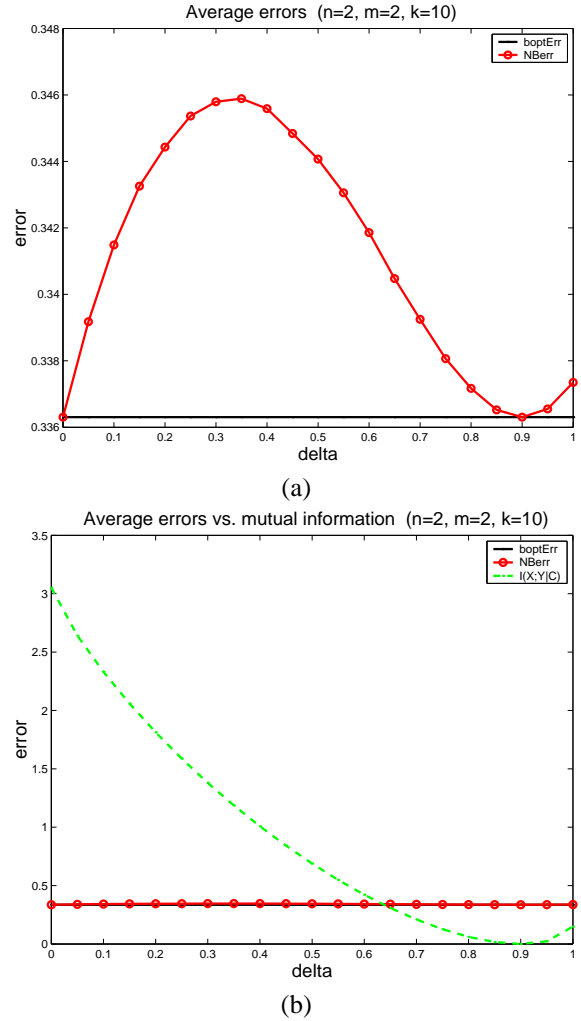 Average errors (n=2, m=2, k=10)
0.348
0.346
0.344
0.342
0.34
0.338
0.336
error
boptErr
NBerr
0 0.1 0.2 0.3 0.4 0.5 0.6 0.7 0.8 0.9 1
delta
(a)
Average errors vs. mutual information (n=2, m=2, k=10)
3.5
3
2.5
2
1.5
1
0.5
0
error
boptErr
NBerr
I(X;Y|C)
0 0.1 0.2 0.3 0.4 0.5 0.6 0.7 0.8 0.9 1
delta
(b)